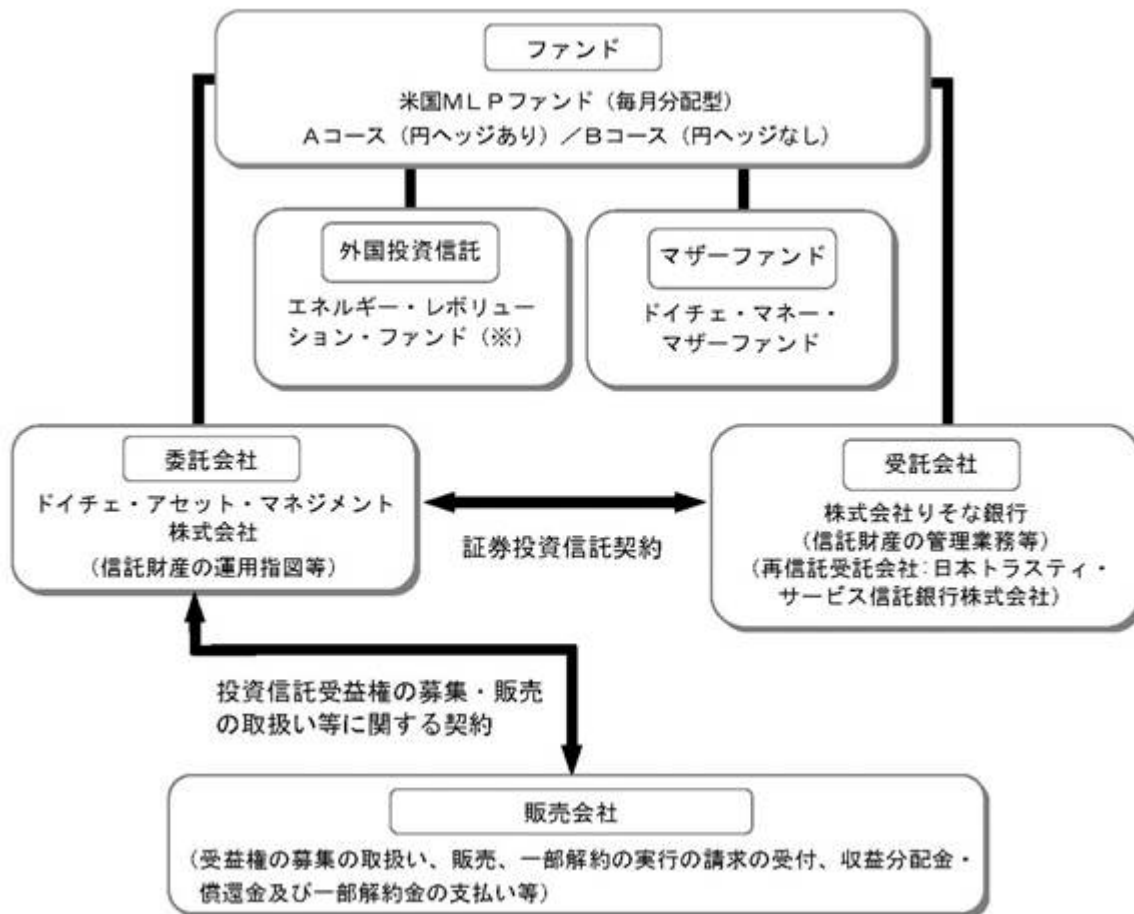 ファンド
米国MLPファンド（毎月分配型）
Aコース（円ヘッジあり）／Bコース（円ヘッジなし）
外国投資信託
エネルギー・レボリュー
ション・ファンド（※）
マザーファンド
ドイチェ・マネー・
マザーファンド
委託会社
ドイチェ・アセット・マネジメント
株式会社
（信託財産の運用指図等）
証券投資信託契約
受託会社
株式会社りそな銀行
（信託財産の管理業務等）
（再信託受託会社：日本トラスティ・
サービス信託銀行株式会社）
投資信託受益権の募集・販売
の取扱い等に関する契約
販売会社
（受益権の募集の取扱い、販売、一部解約の実行の請求の受付、収益分配金・
償還金及び一部解約金の支払い等）